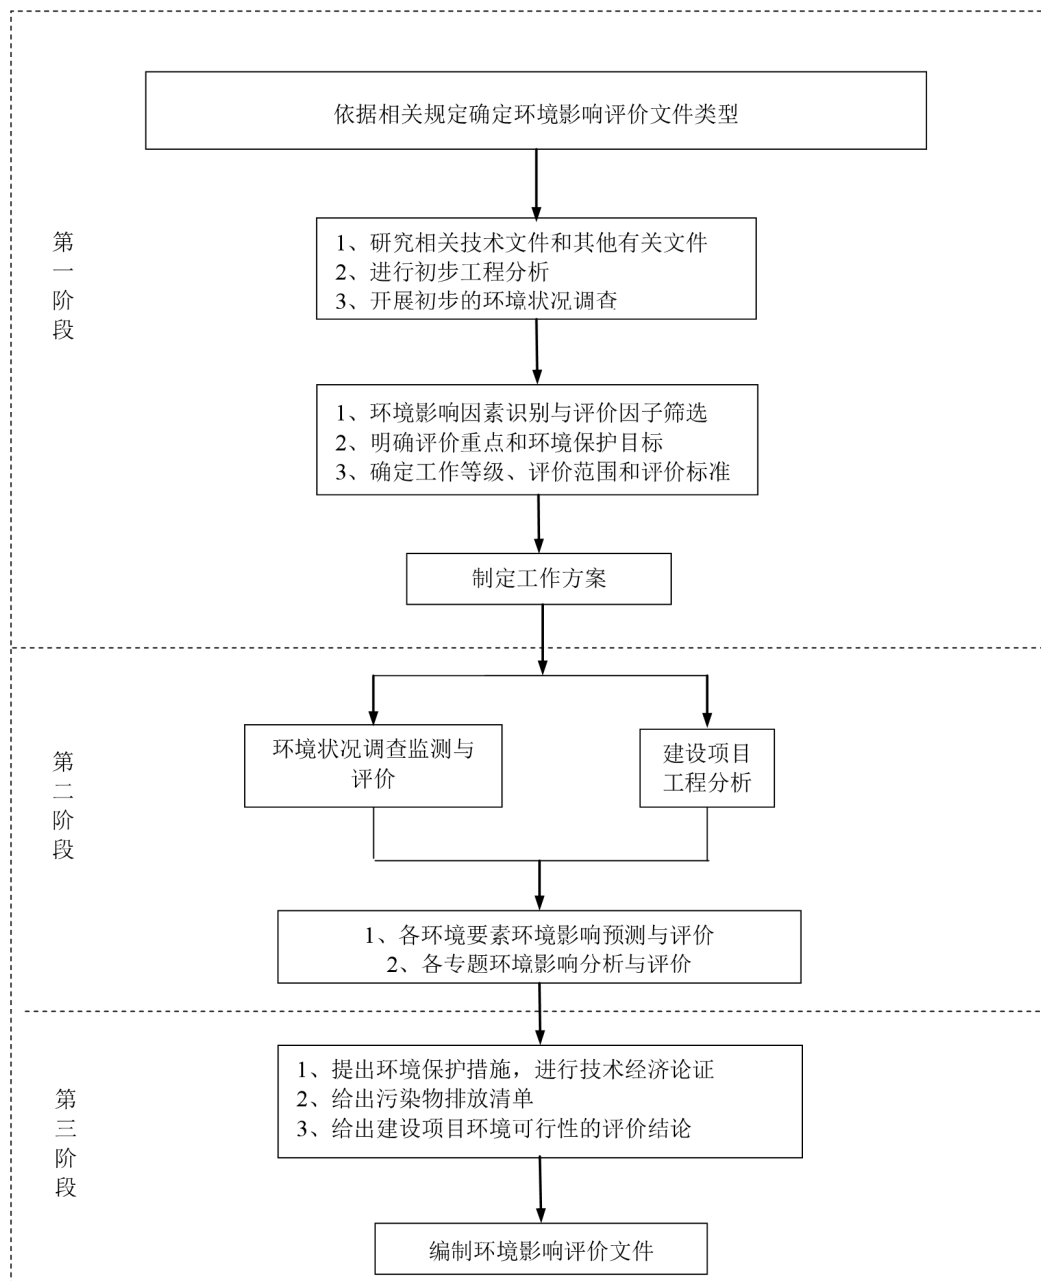 依据相关规定确定环境影响评价文件类型
第一阶段
1、研究相关技术文件和其他有关文件
2、进行初步工程分析
3、开展初步的环境状况调查
1、环境影响因素识别与评价因子筛选
2、明确评价重点和环境保护目标
3、确定工作等级、评价范围和评价标准
制定工作方案
第二阶段
环境状况调查监测与
评价
建设项目
工程分析
1、各环境要素环境影响预测与评价
2、各专题环境影响分析与评价
第三阶段
1、提出环境保护措施，进行技术经济论证
2、给出污染物排放清单
3、给出建设项目环境可行性的评价结论
编制环境影响评价文件